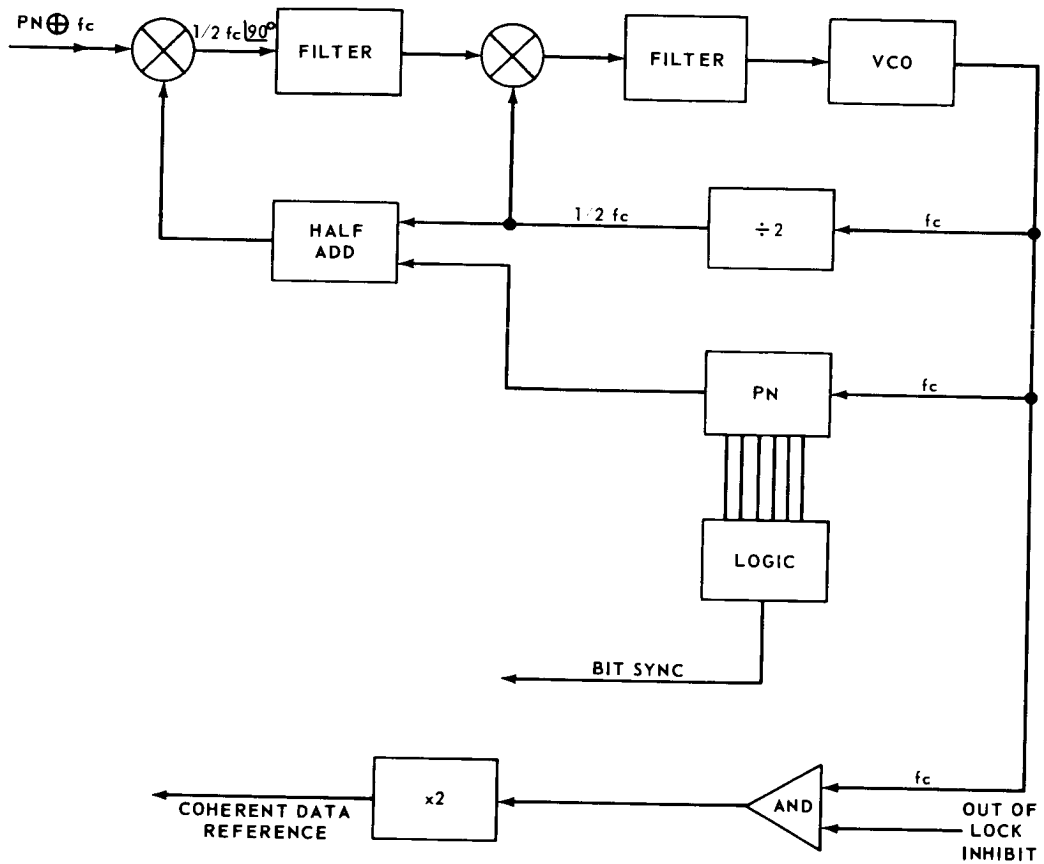 PN ⊕ fc
1/2 fc 90°
FILTER
FILTER
VCO
HALF
ADD
1/2 fc
÷2
fc
PN
fc
LOGIC
BIT SYNC
x2
COHERENT DATA
REFERENCE
AND
fc
OUT OF
LOCK
INHIBIT